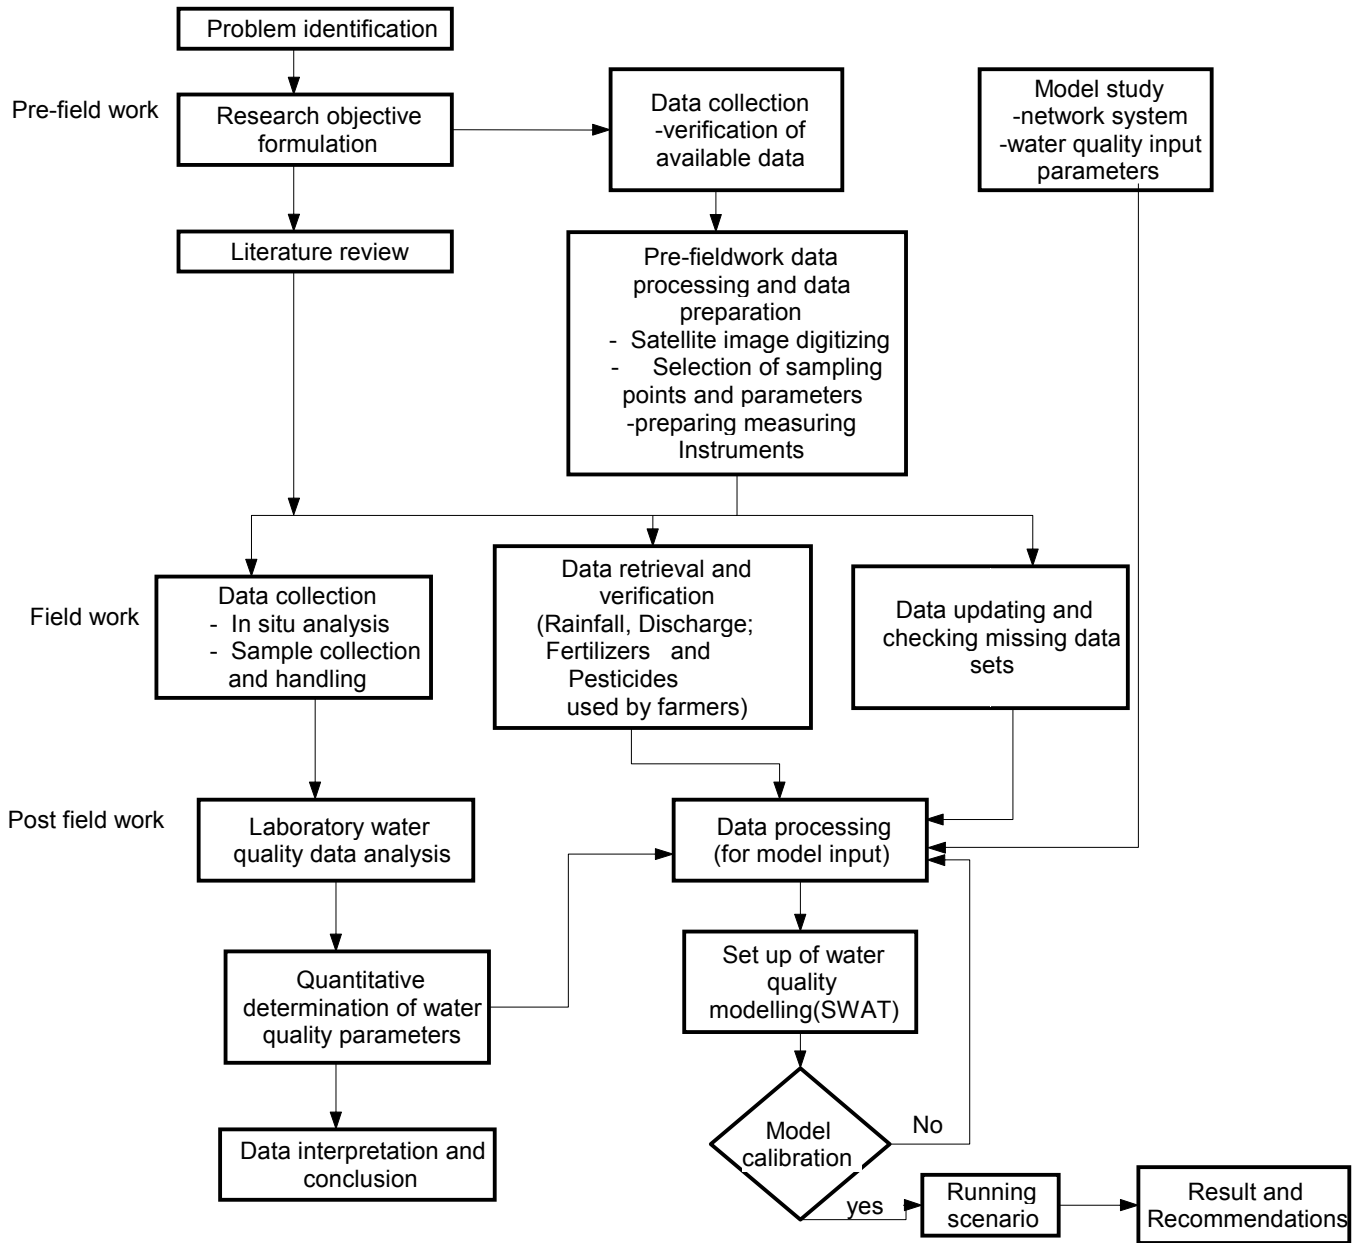 Problem identification
Pre-field work
Research objective
formulation
Data collection
-verification of
available data
Model study
-network system
-water quality input
parameters
Literature review
Pre-fieldwork data
processing and data
preparation
- Satellite image digitizing
- Selection of sampling
points and parameters
-preparing measuring
Instruments
Field work
Data collection
- In situ analysis
- Sample collection
and handling
Data retrieval and
verification
(Rainfall, Discharge;
Fertilizers and
Pesticides
used by farmers)
Data updating and
checking missing data
sets
Post field work
Laboratory water
quality data analysis
Data processing
(for model input)
Quantitative
determination of water
quality parameters
Set up of water
quality
modelling(SWAT)
Data interpretation and
conclusion
Model
calibration
No
yes
Running
scenario
Result and
Recommendations